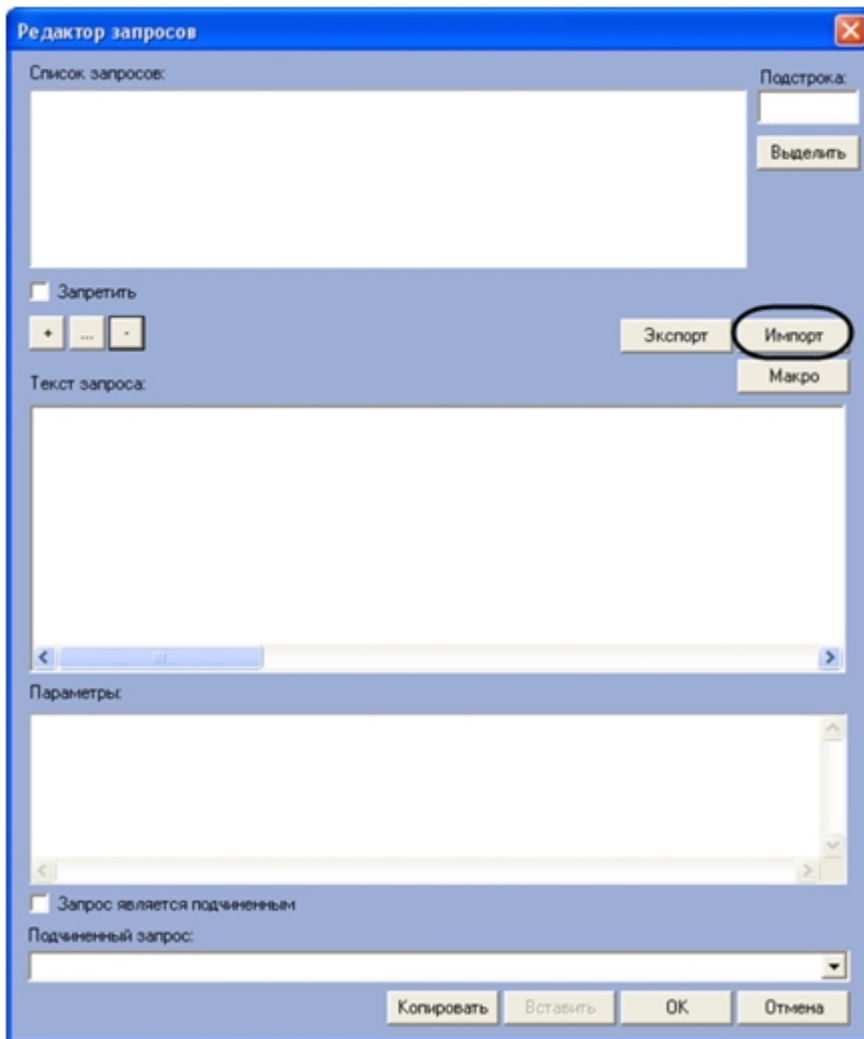 Редактор запросов
Список запросов:
Подстрока:
Выделить
Запретить
+ ... -
Экспорт Импорт
Макро
Текст запроса:
Параметры:
Запрос является подчиненным
Подчиненный запрос:
Копировать Вставить OK Отмена